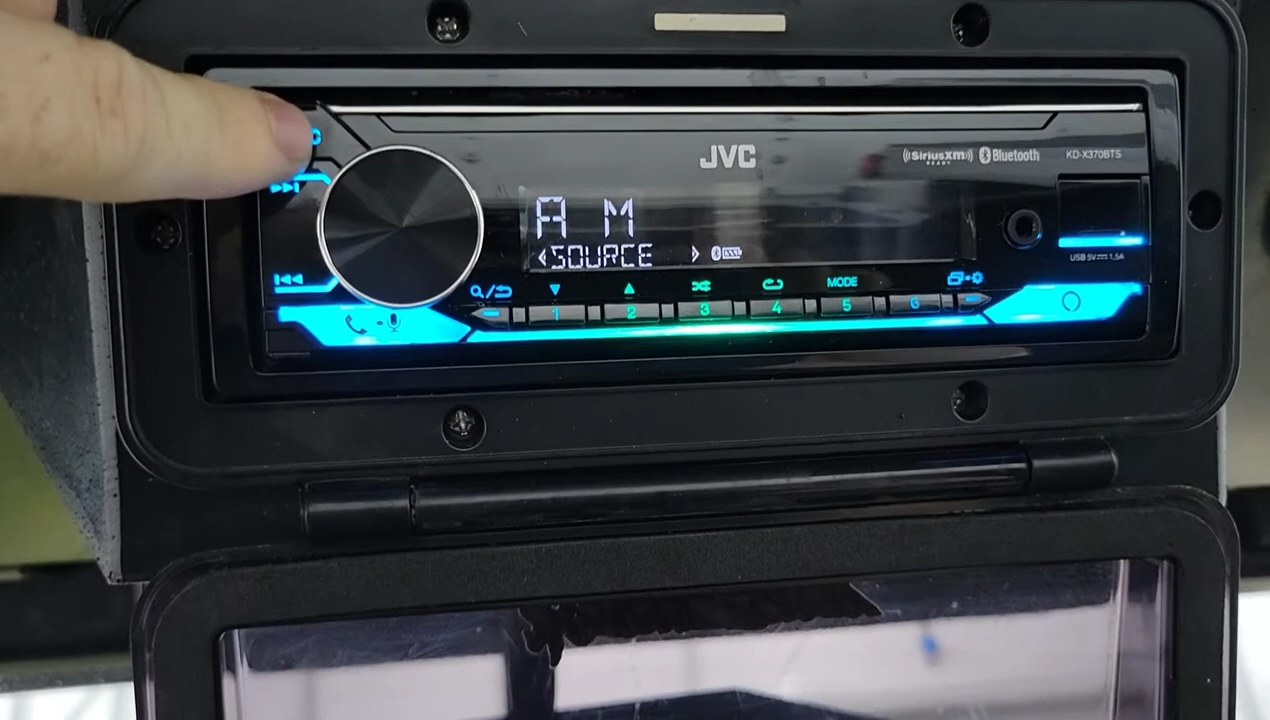 JVC
((SiriusXM)) Bluetooth KD-X370BTS
READY
A M
<SOURCE >
USB 5V⎓1.5A
MODE
1 2 3 4 5 6